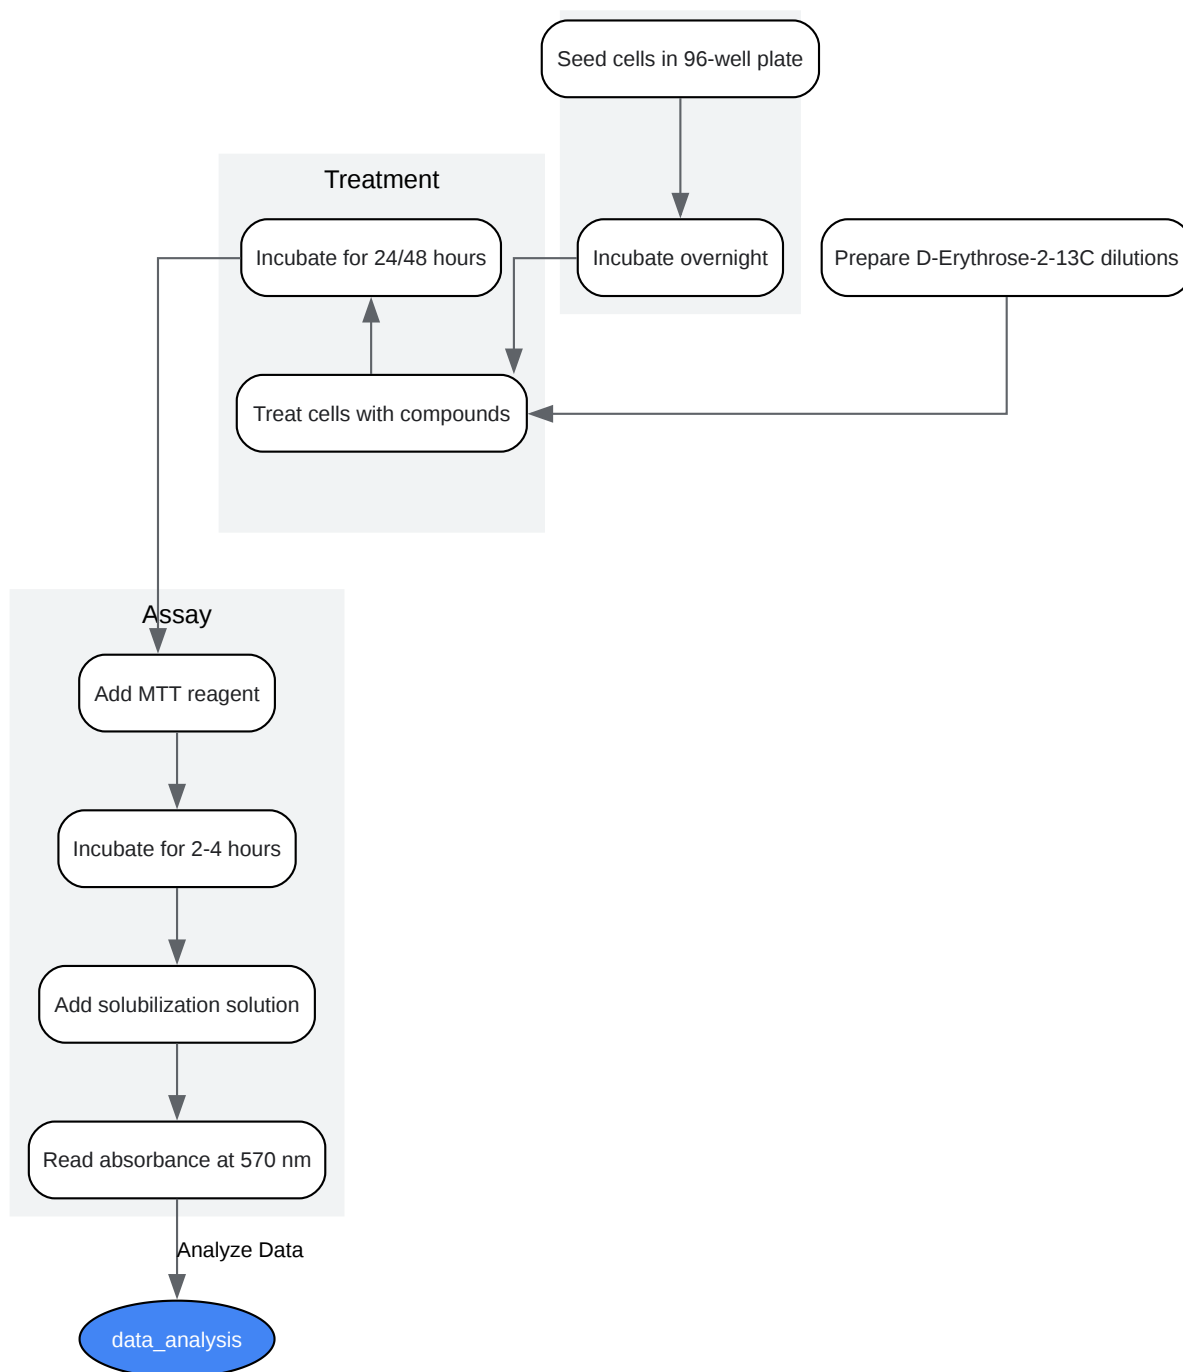 Seed cells in 96-well plate
Treatment
Incubate for 24/48 hours
Incubate overnight
Prepare D-Erythrose-2-13C dilutions
Treat cells with compounds
Assay
Add MTT reagent
Incubate for 2-4 hours
Add solubilization solution
Read absorbance at 570 nm
Analyze Data
data_analysis